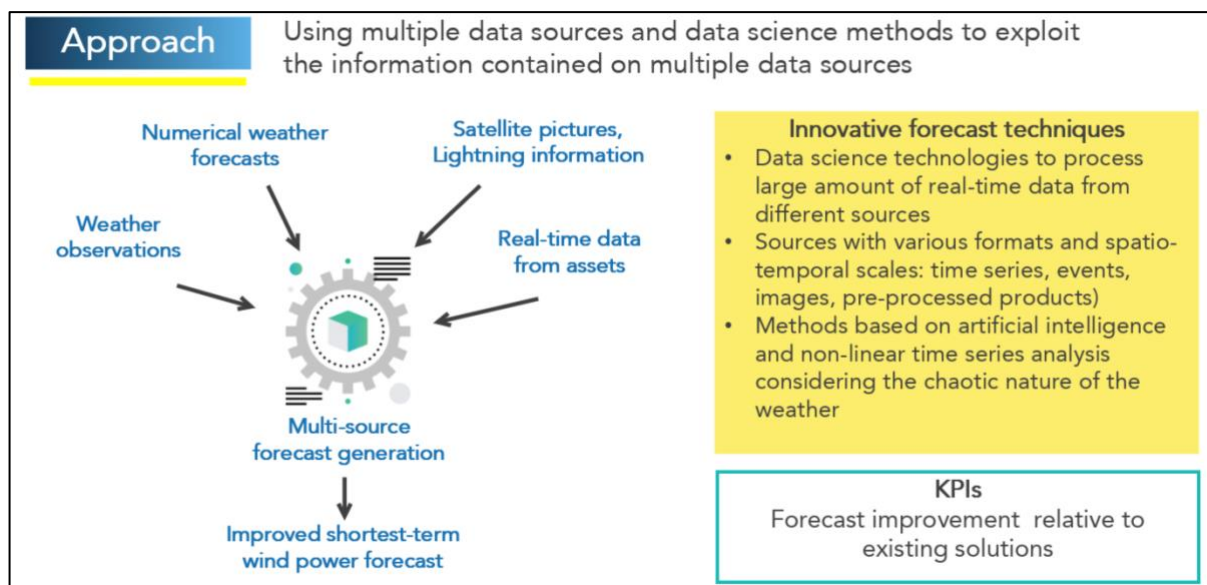 Approach
Using multiple data sources and data science methods to exploit
the information contained on multiple data sources
Numerical weather
forecasts
Satellite pictures,
Lightning information
Weather
observations
Real-time data
from assets
Multi-source
forecast generation
Improved shortest-term
wind power forecast
Innovative forecast techniques
• Data science technologies to process
large amount of real-time data from
different sources
• Sources with various formats and spatio-
temporal scales: time series, events,
images, pre-processed products)
• Methods based on artificial intelligence
and non-linear time series analysis
considering the chaotic nature of the
weather
KPIs
Forecast improvement relative to
existing solutions